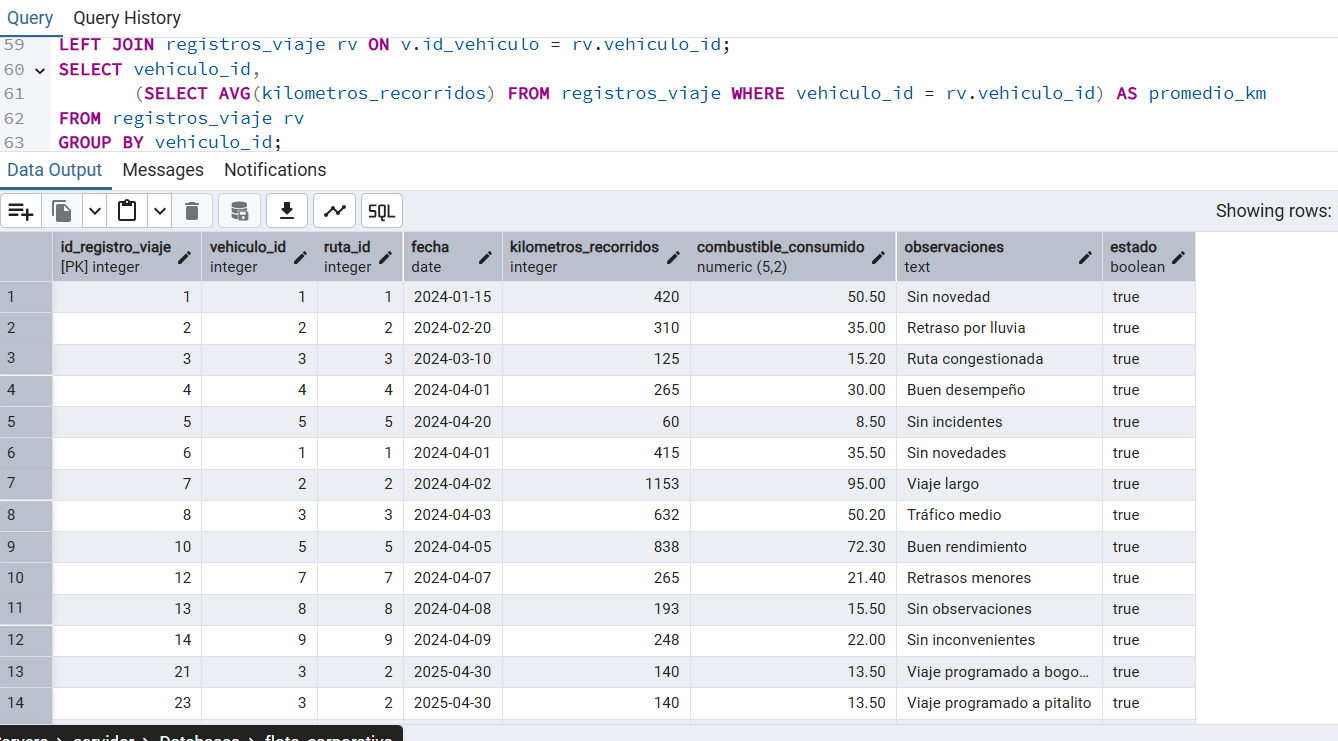 Query Query History
59 LEFT JOIN registros_viaje rv ON v.id_vehiculo = rv.vehiculo_id;
60 SELECT vehiculo_id,
61 (SELECT AVG(kilometros_recorridos) FROM registros_viaje WHERE vehiculo_id = rv.vehiculo_id) AS promedio_km
62 FROM registros_viaje rv
63 GROUP BY vehiculo_id;
Data Output Messages Notifications
SQL Showing rows:
id_registro_viaje vehiculo_id ruta_id fecha kilometros_recorridos combustible_consumido observaciones estado
[PK] integer integer integer date integer numeric (5,2) text boolean
1 1 1 1 2024-01-15 420 50.50 Sin novedad true
2 2 2 2 2024-02-20 310 35.00 Retraso por lluvia true
3 3 3 3 2024-03-10 125 15.20 Ruta congestionada true
4 4 4 4 2024-04-01 265 30.00 Buen desempeño true
5 5 5 5 2024-04-20 60 8.50 Sin incidentes true
6 6 1 1 2024-04-01 415 35.50 Sin novedades true
7 7 2 2 2024-04-02 1153 95.00 Viaje largo true
8 8 3 3 2024-04-03 632 50.20 Tráfico medio true
9 10 5 5 2024-04-05 838 72.30 Buen rendimiento true
10 12 7 7 2024-04-07 265 21.40 Retrasos menores true
11 13 8 8 2024-04-08 193 15.50 Sin observaciones true
12 14 9 9 2024-04-09 248 22.00 Sin inconvenientes true
13 21 3 2 2025-04-30 140 13.50 Viaje programado a bogo… true
14 23 3 2 2025-04-30 140 13.50 Viaje programado a pitalito true